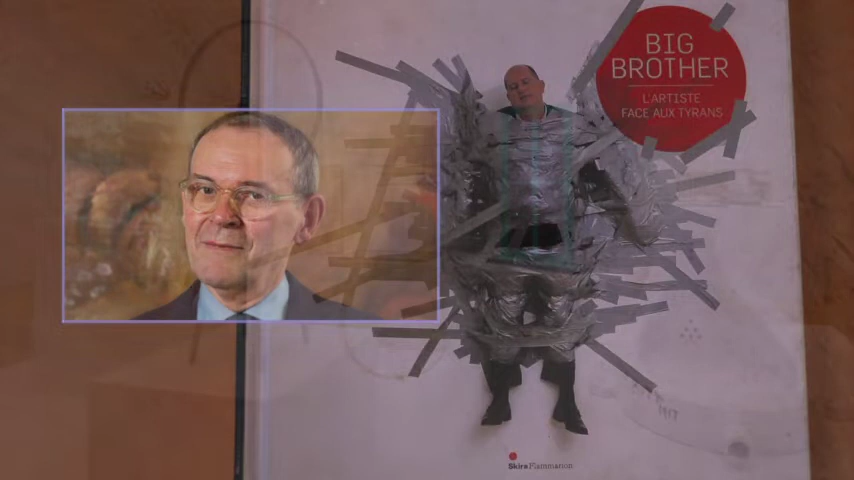 BIG
BROTHER
L'ARTISTE
FACE AUX TYRANS
Skira Flammarion